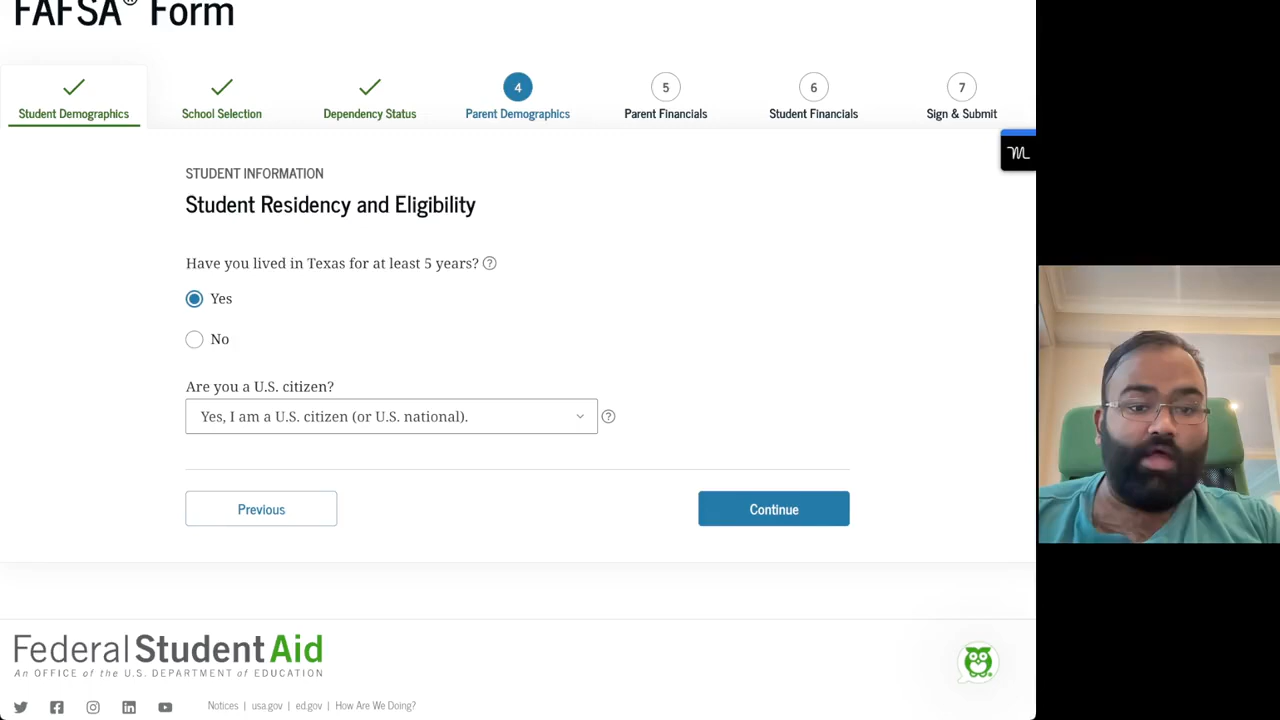 FAFSA® Form
4
5
6
7
Student Demographics
School Selection
Dependency Status
Parent Demographics
Parent Financials
Student Financials
Sign & Submit
STUDENT INFORMATION
Student Residency and Eligibility
Have you lived in Texas for at least 5 years? ?
Yes
No
Are you a U.S. citizen?
Yes, I am a U.S. citizen (or U.S. national). ?
Previous
Continue
Federal Student Aid
An OFFICE of the U.S. DEPARTMENT of EDUCATION
Notices | usa.gov | ed.gov | How Are We Doing?